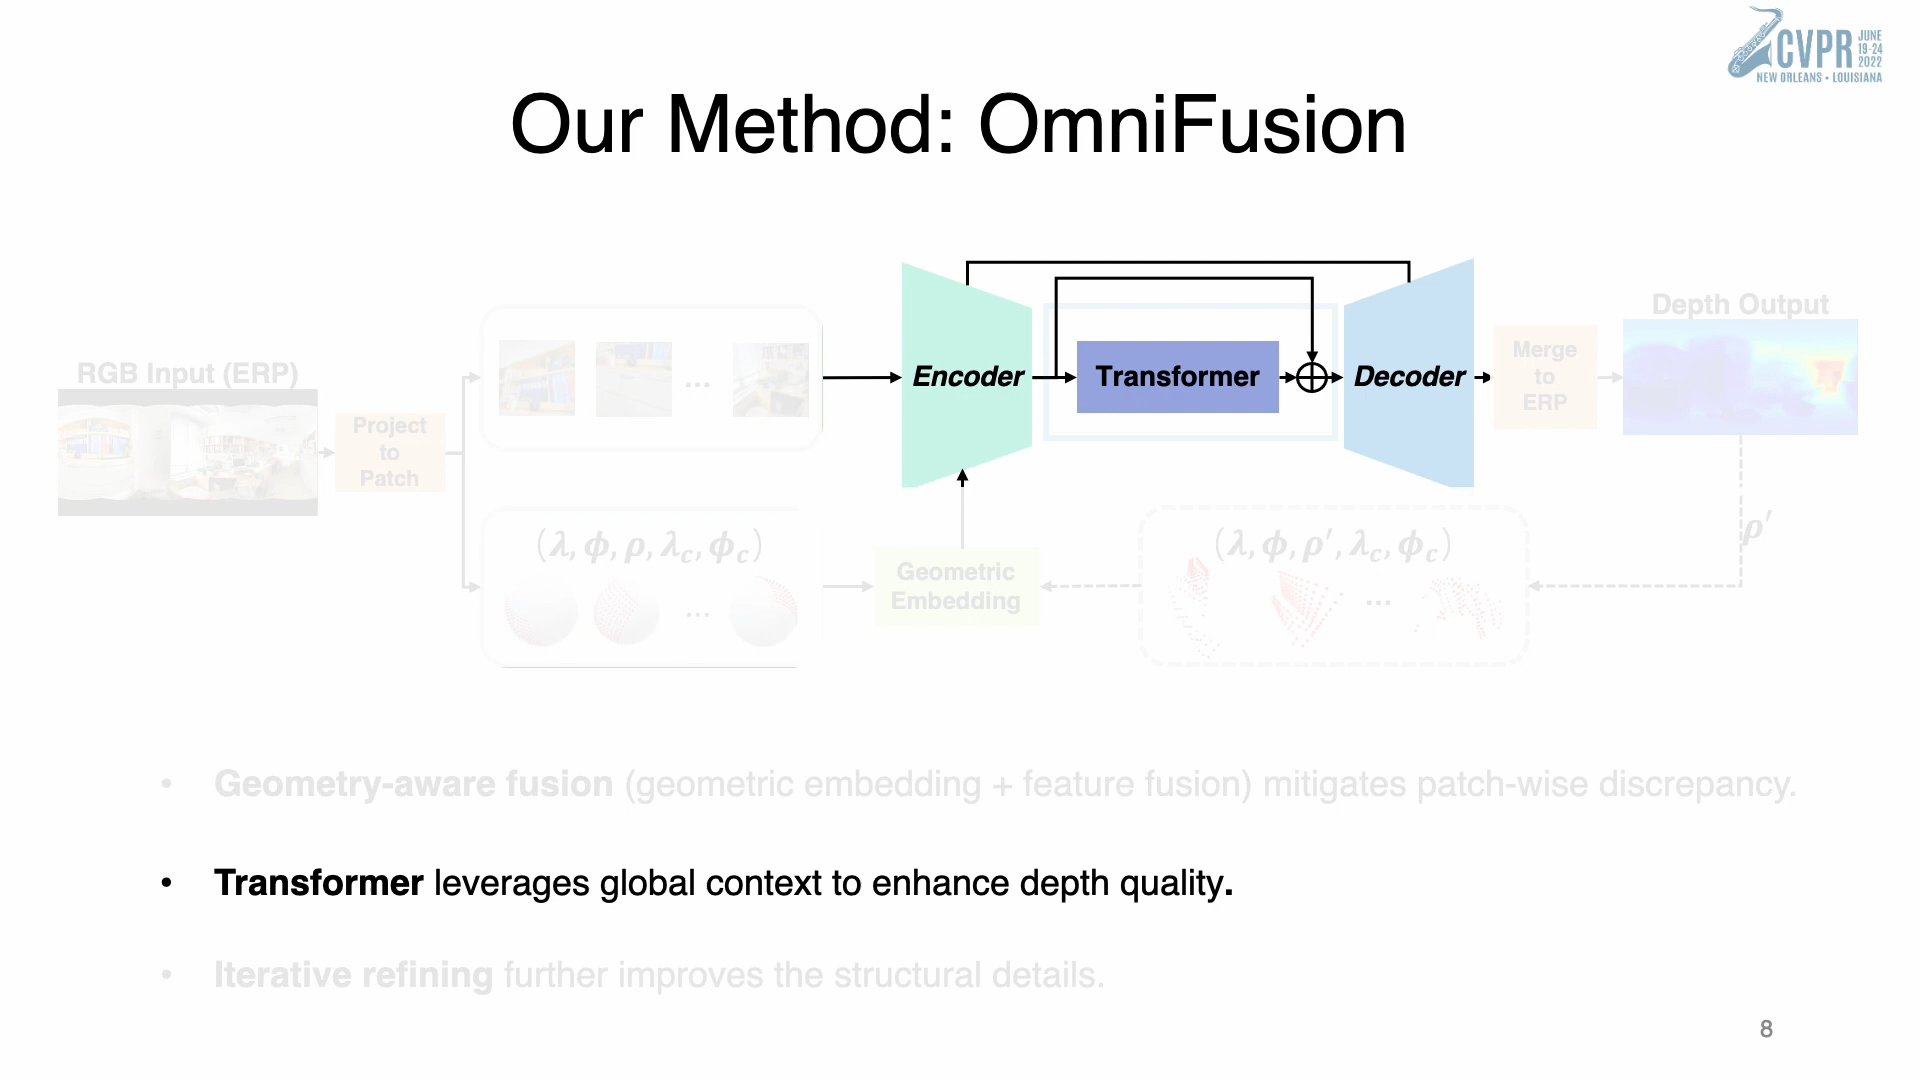 CVPR
JUNE
19-24
2022
NEW ORLEANS • LOUISIANA
Our Method: OmniFusion
RGB Input (ERP)
Project
to
Patch
...
(λ, ϕ, ρ, λc, ϕc)
...
Encoder
Transformer
Decoder
Geometric
Embedding
(λ, ϕ, ρ′, λc, ϕc)
...
Merge
to
ERP
Depth Output
ρ′
• Geometry-aware fusion (geometric embedding + feature fusion) mitigates patch-wise discrepancy.
• Transformer leverages global context to enhance depth quality.
• Iterative refining further improves the structural details.
8